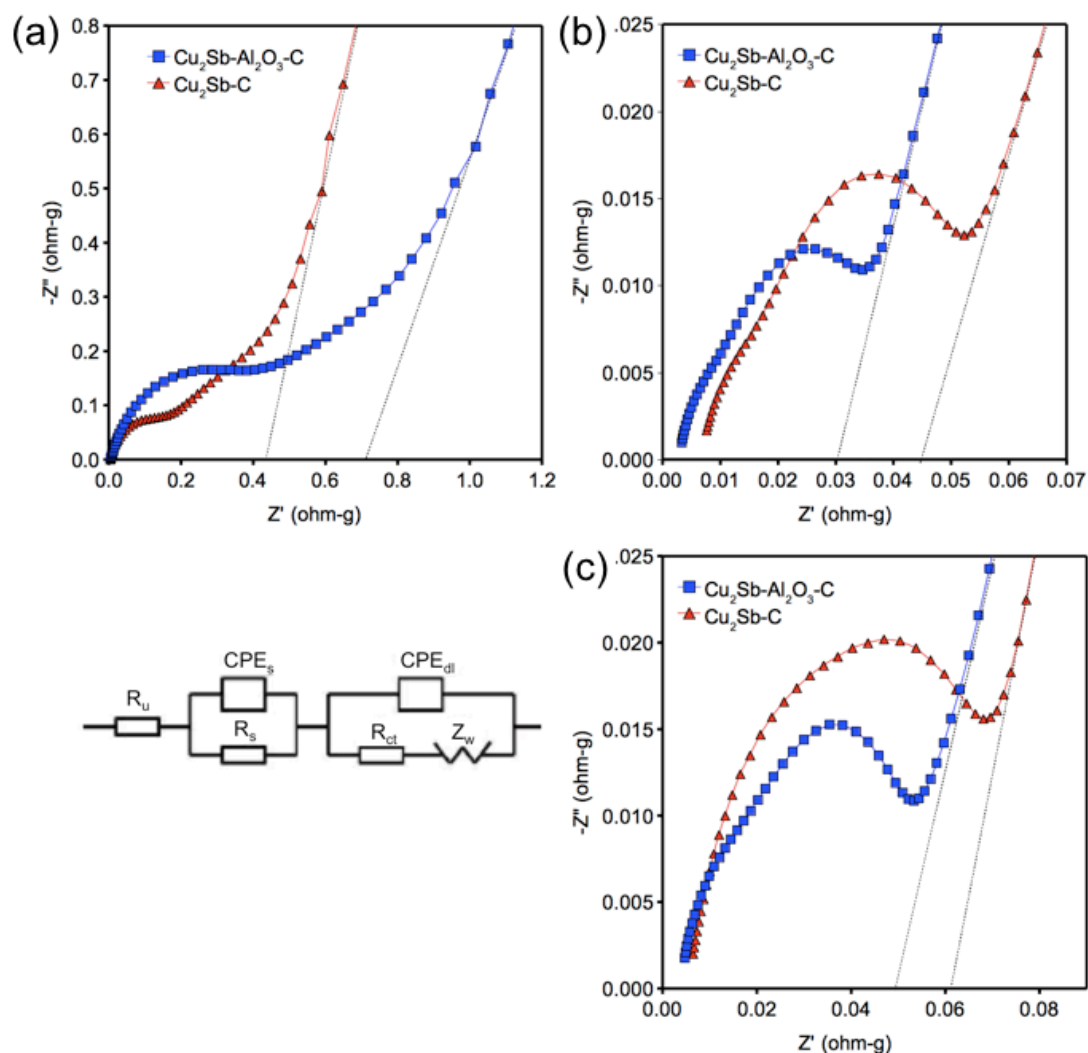 (a)
0.8
0.7
0.6
0.5
0.4
0.3
0.2
0.1
0.0
-Z" (ohm-g)
Cu₂Sb-Al₂O₃-C
Cu₂Sb-C
0.0 0.2 0.4 0.6 0.8 1.0 1.2
Z' (ohm-g)
(b)
.025
0.020
0.015
0.010
0.005
0.000
-Z" (ohm-g)
Cu₂Sb-Al₂O₃-C
Cu₂Sb-C
0.00 0.01 0.02 0.03 0.04 0.05 0.06 0.07
Z' (ohm-g)
CPEₛ
CPE_dl
Rᵤ
Rₛ
R_ct
Z_w
(c)
.025
0.020
0.015
0.010
0.005
0.000
-Z" (ohm-g)
Cu₂Sb-Al₂O₃-C
Cu₂Sb-C
0.00 0.02 0.04 0.06 0.08
Z' (ohm-g)